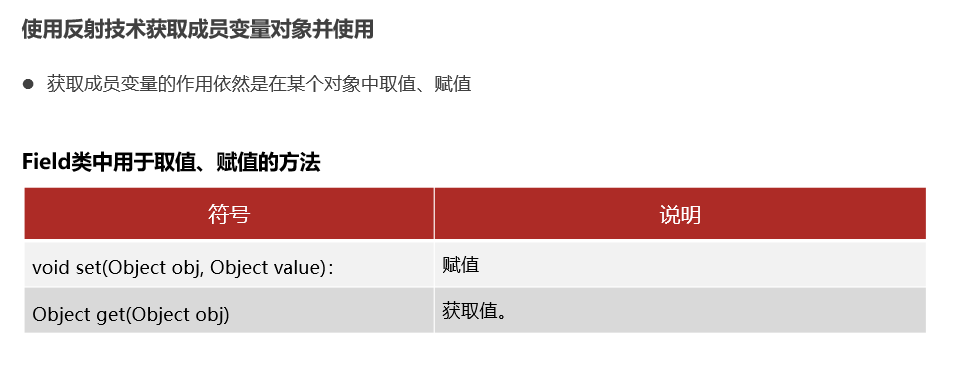 使用反射技术获取成员变量对象并使用
● 获取成员变量的作用依然是在某个对象中取值、赋值
Field类中用于取值、赋值的方法
符号 说明
void set(Object obj, Object value)： 赋值
Object get(Object obj) 获取值。